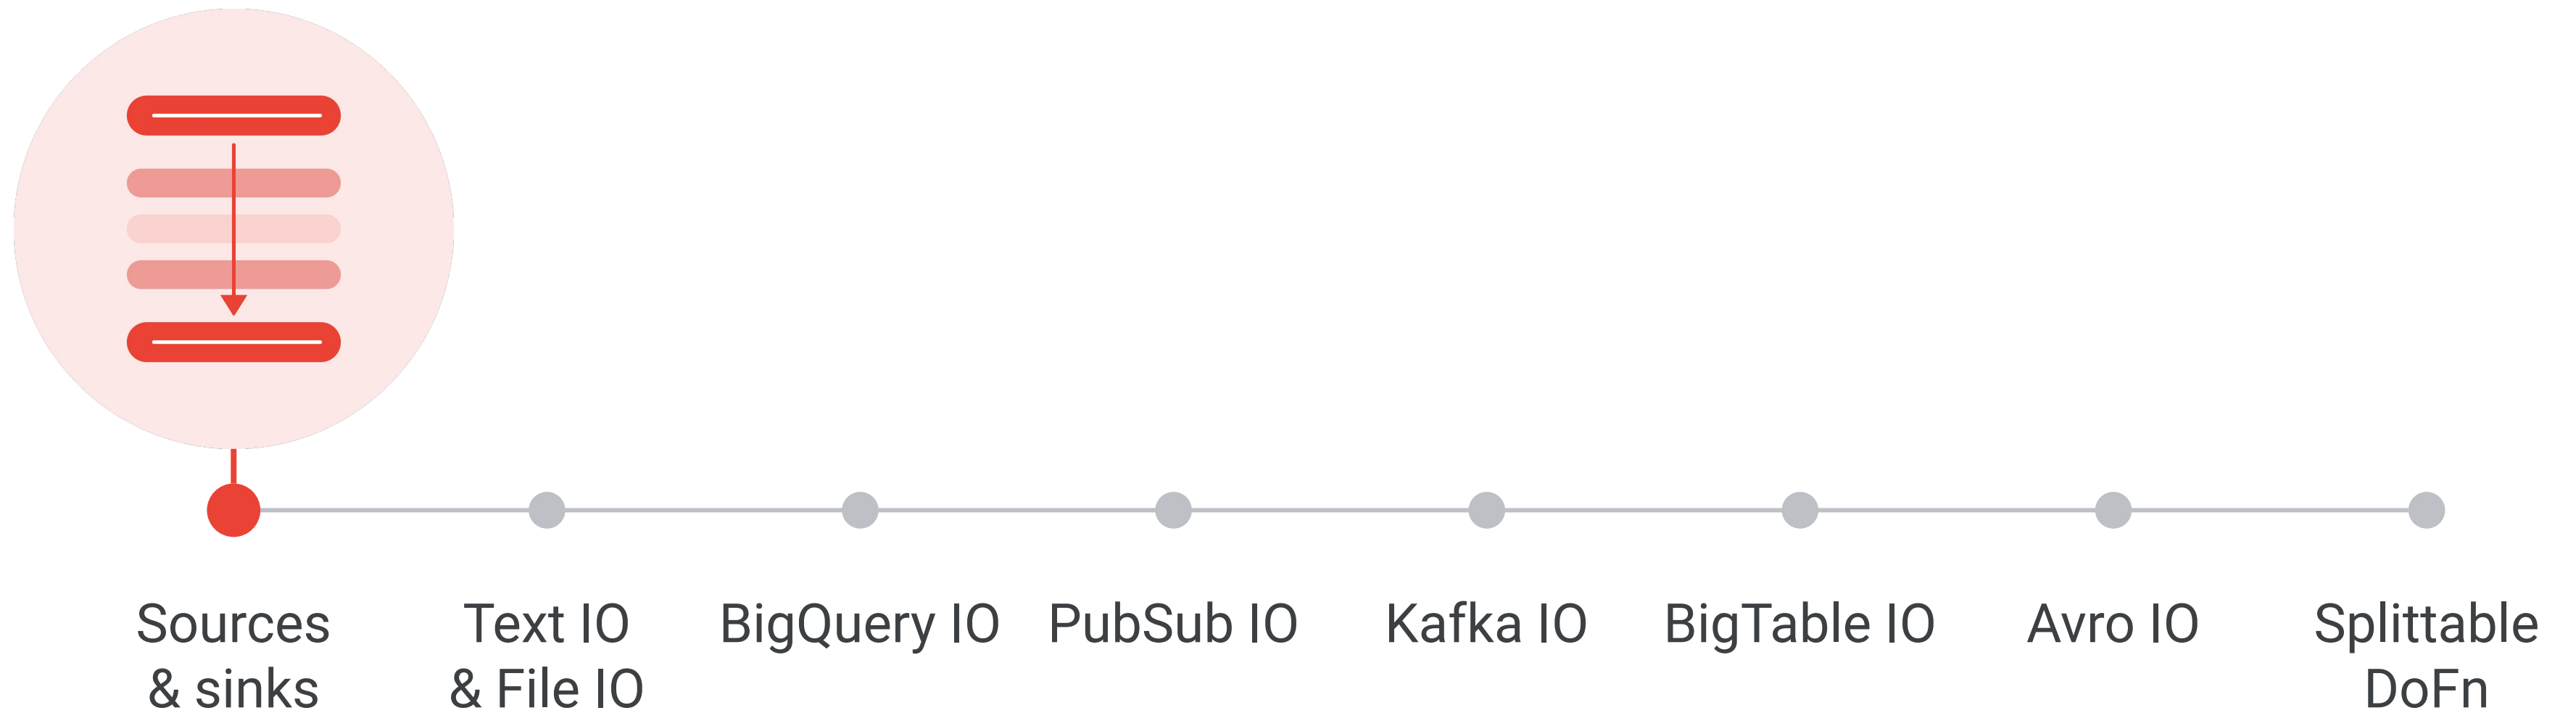 Sources
& sinks
Text IO
& File IO
BigQuery IO
PubSub IO
Kafka IO
BigTable IO
Avro IO
Splittable
DoFn